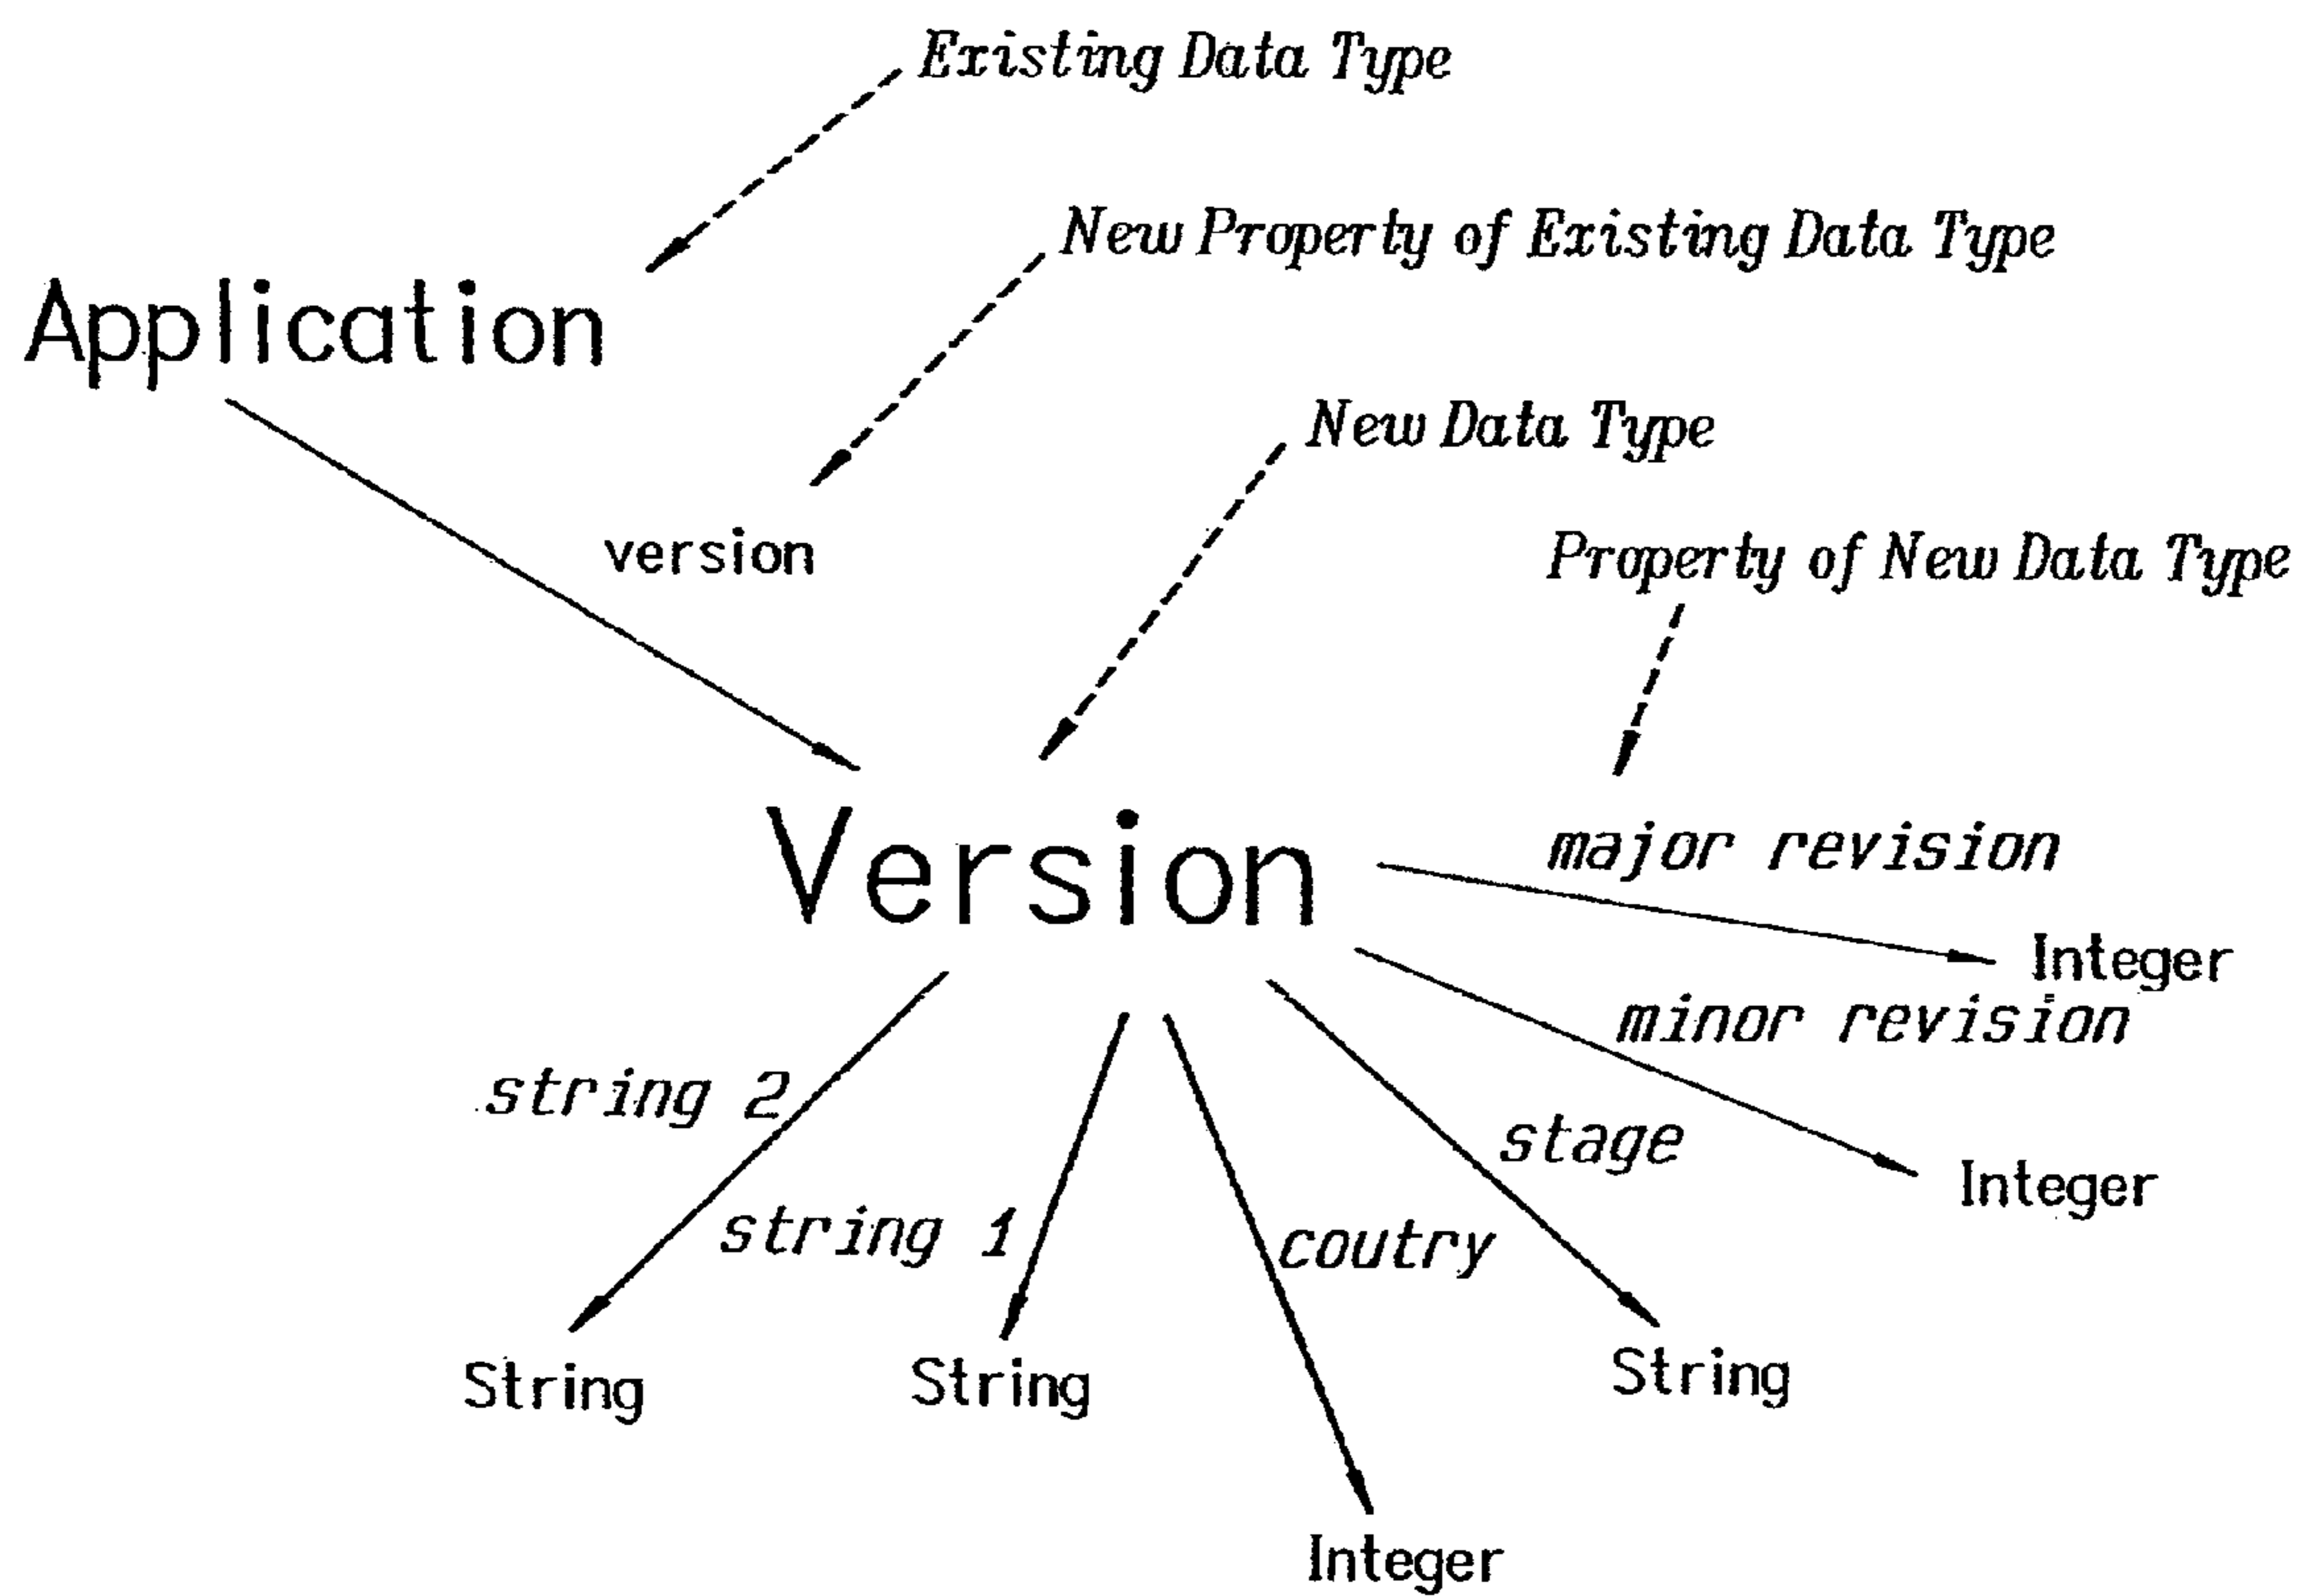 Existing Data Type
New Property of Existing Data Type
Application
New Data Type
version
Property of New Data Type
Version
major revision
Integer
minor revision
string 2
stage
Integer
string 1
coutry
String
String
String
Integer